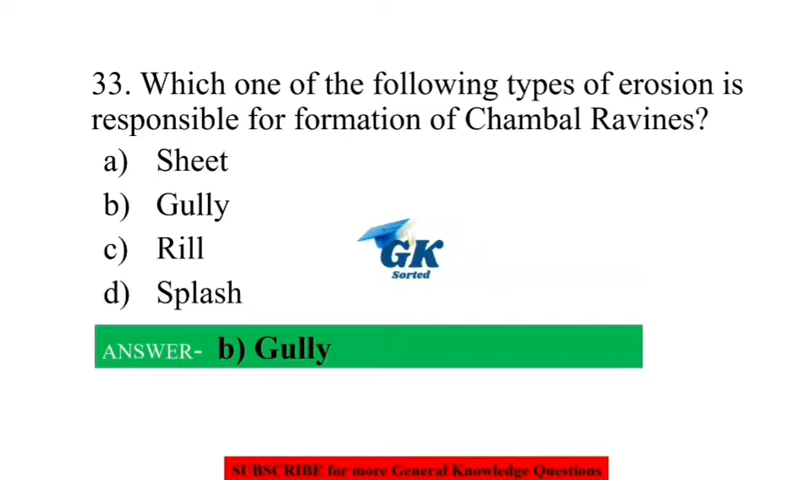 33. Which one of the following types of erosion is
responsible for formation of Chambal Ravines?
a) Sheet
b) Gully
c) Rill
d) Splash
GK
Sorted
ANSWER- b) Gully
SUBSCRIBE for more General Knowledge Questions